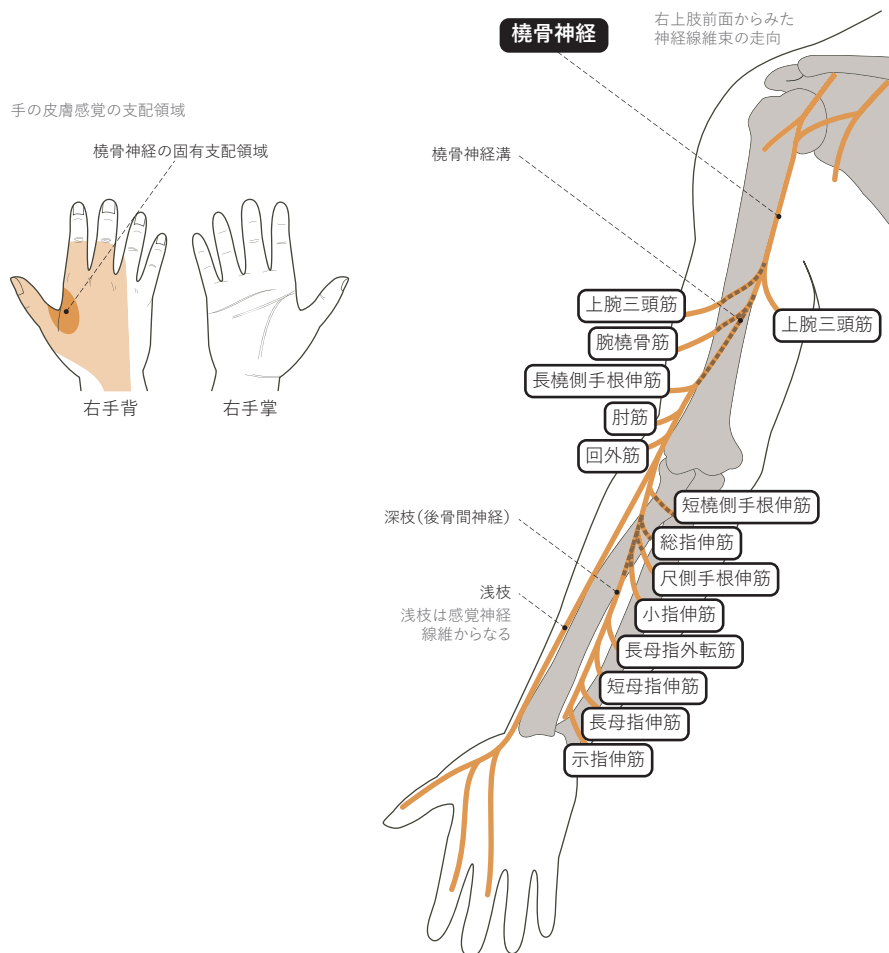 橈骨神経
右上肢前面からみた
神経線維束の走向
手の皮膚感覚の支配領域
橈骨神経の固有支配領域
橈骨神経溝
上腕三頭筋
上腕三頭筋
腕橈骨筋
長橈側手根伸筋
肘筋
回外筋
右手背
右手掌
短橈側手根伸筋
深枝(後骨間神経)
総指伸筋
尺側手根伸筋
浅枝
浅枝は感覚神経
線維からなる
小指伸筋
長母指外転筋
短母指伸筋
長母指伸筋
示指伸筋